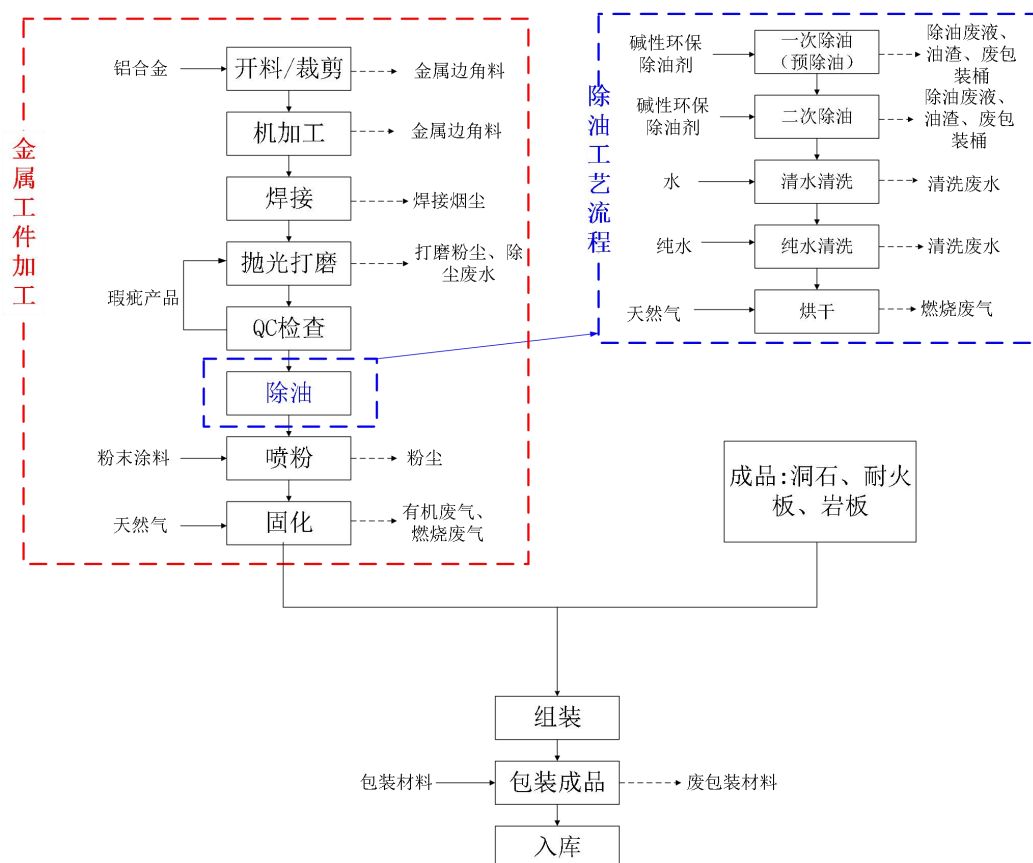 金属工件加工
铝合金
开料/裁剪
金属边角料
机加工
金属边角料
焊接
焊接烟尘
抛光打磨
打磨粉尘、除
尘废水
瑕疵产品
QC检查
除油
粉末涂料
喷粉
粉尘
天然气
固化
有机废气、
燃烧废气
除油工艺流程
碱性环保
除油剂
一次除油
（预除油）
除油废液、
油渣、废包
装桶
碱性环保
除油剂
二次除油
除油废液、
油渣、废包
装桶
水
清水清洗
清洗废水
纯水
纯水清洗
清洗废水
天然气
烘干
燃烧废气
成品:洞石、耐火
板、岩板
组装
包装材料
包装成品
废包装材料
入库